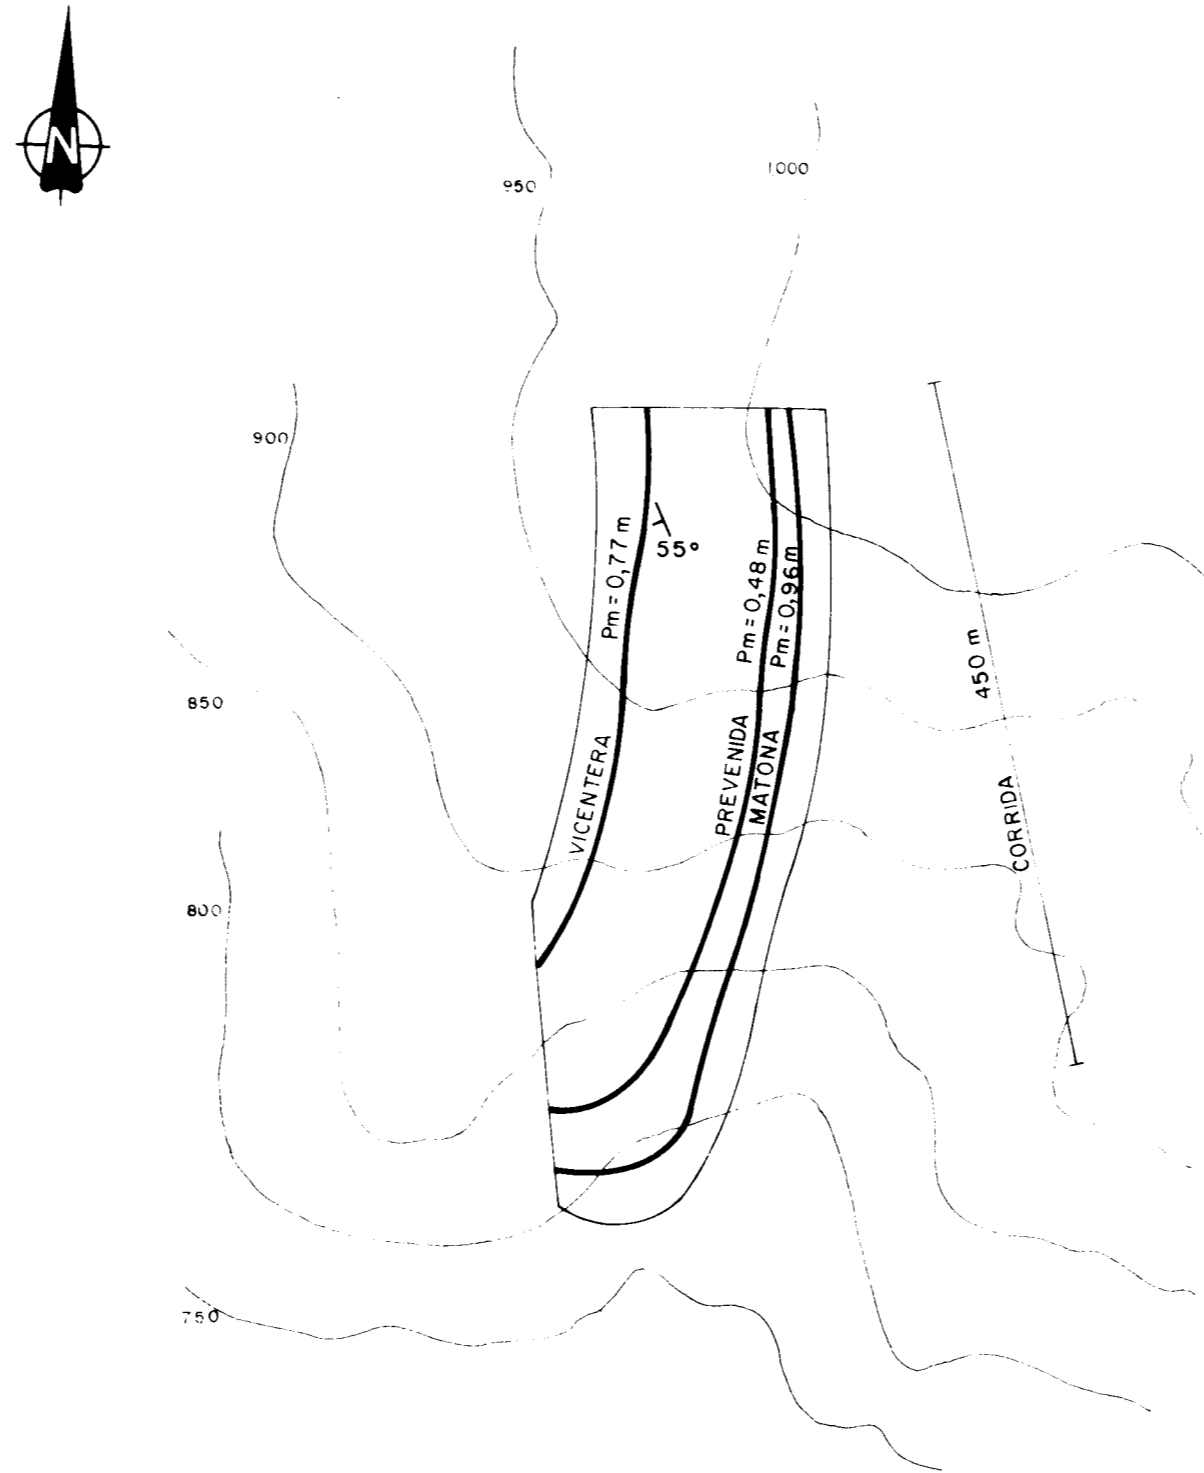 N
950
1000
900
Pm = 0,77 m
55°
Pm = 0,48 m
Pm = 0,96 m
450 m
850
VICENTERA
PREVENIDA
MATONA
CORRIDA
800
750